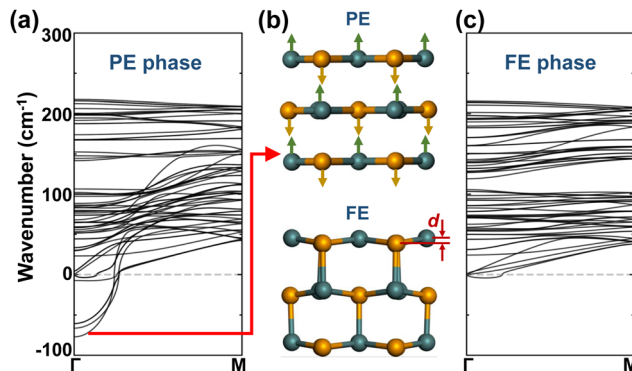 (a)
300
PE phase
200
100
0
-100
Wavenumber (cm⁻¹)
Γ
M
(b)
PE
FE
d
(c)
FE phase
Γ
M